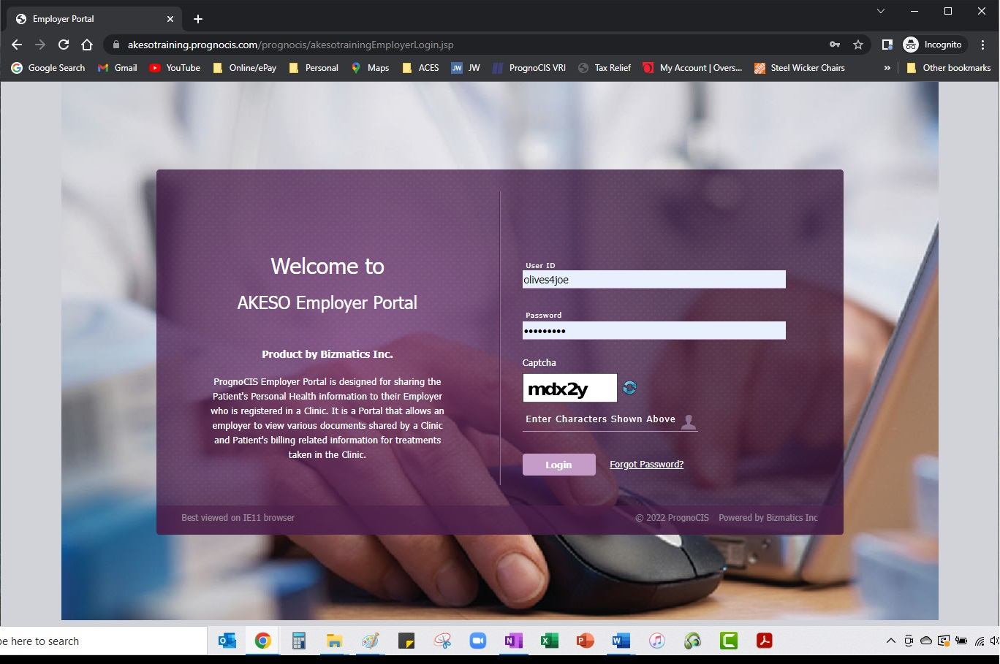 Employer Portal
akesotraining.prognocis.com/prognocis/akesotrainingEmployerLogin.jsp
Incognito
Google Search
Gmail
YouTube
Online/ePay
Personal
Maps
ACES
JW
JW
PrognoCIS VRI
Tax Relief
My Account | Overs...
Steel Wicker Chairs
»
Other bookmarks
Welcome to
AKESO Employer Portal
Product by Bizmatics Inc.
PrognoCIS Employer Portal is designed for sharing the
Patient's Personal Health information to their Employer
who is registered in a Clinic. It is a Portal that allows an
employer to view various documents shared by a Clinic
and Patient's billing related information for treatments
taken in the Clinic.
User ID
olives4joe
Password
•••••••••
Captcha
mdx2y
Enter Characters Shown Above
Login
Forgot Password?
Best viewed on IE11 browser
© 2022 PrognoCIS
Powered by Bizmatics Inc
pe here to search